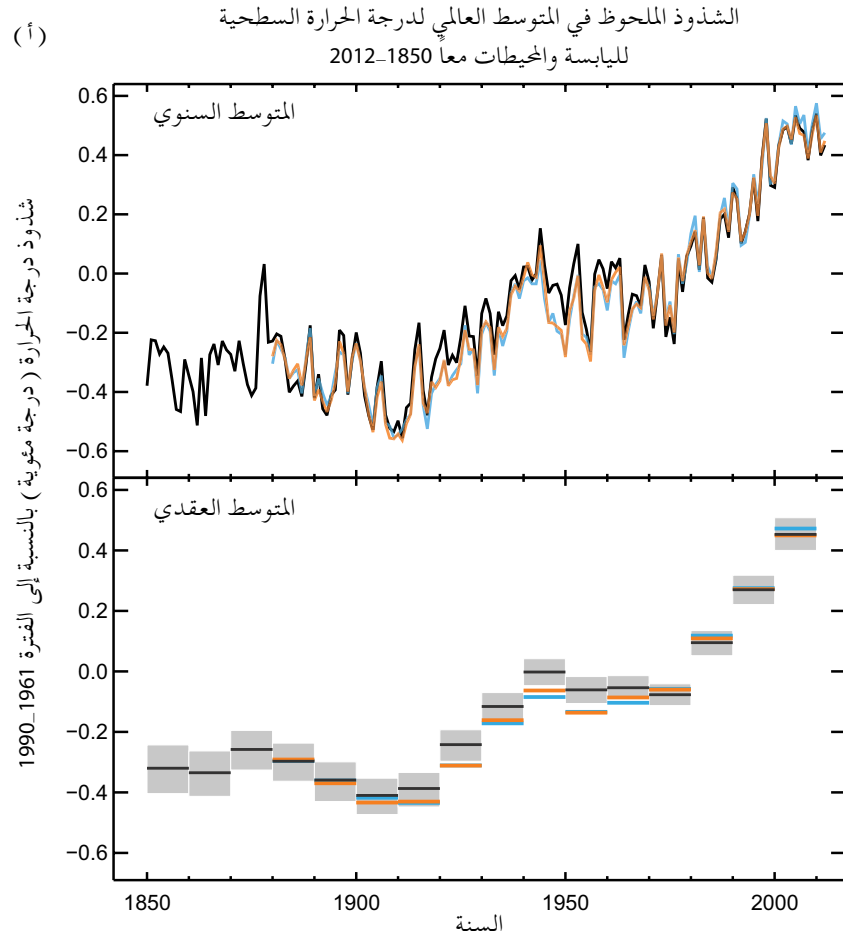 (أ)
الشذوذ الملحوظ في المتوسط العالمي لدرجة الحرارة السطحية
لليابسة والمحيطات معاً 1850–2012
شذوذ درجة الحرارة (درجة مئوية) بالنسبة إلى الفترة 1961–1990
المتوسط السنوي
0.6
0.4
0.2
0.0
−0.2
−0.4
−0.6
المتوسط العقدي
0.6
0.4
0.2
0.0
−0.2
−0.4
−0.6
1850 1900 1950 2000
السنة